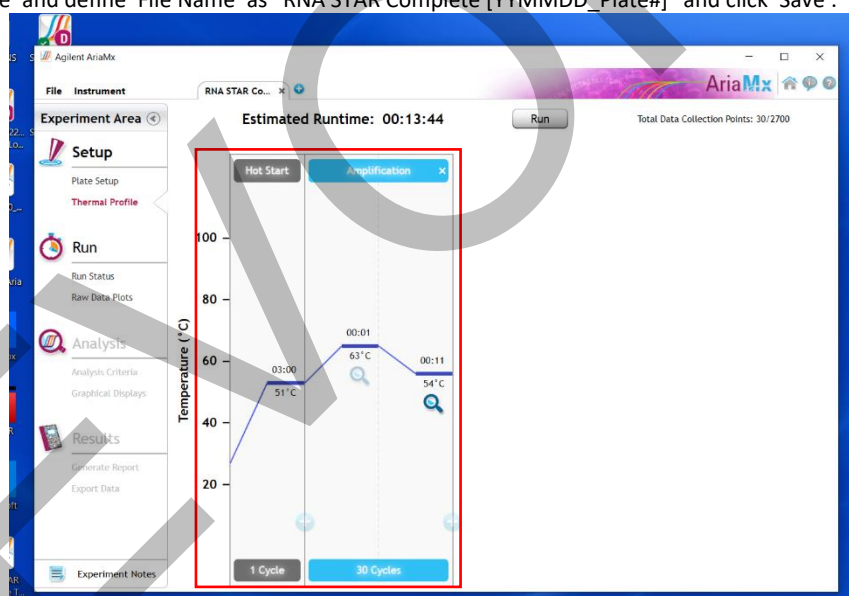 e' and define 'File Name' as "RNA STAR Complete [YYMMDD_Plate#]" and click 'Save'.
Agilent AriaMx
File Instrument
RNA STAR Co... x
AriaMx
Experiment Area
Estimated Runtime: 00:13:44
Run
Total Data Collection Points: 30/2700
Setup
Plate Setup
Thermal Profile
Run
Run Status
Raw Data Plots
Analysis
Analysis Criteria
Graphical Displays
Results
Generate Report
Export Data
Experiment Notes
Hot Start
Amplification x
Temperature (°C)
100
80
60
40
20
03:00
51°C
00:01
63°C
00:11
54°C
1 Cycle
30 Cycles